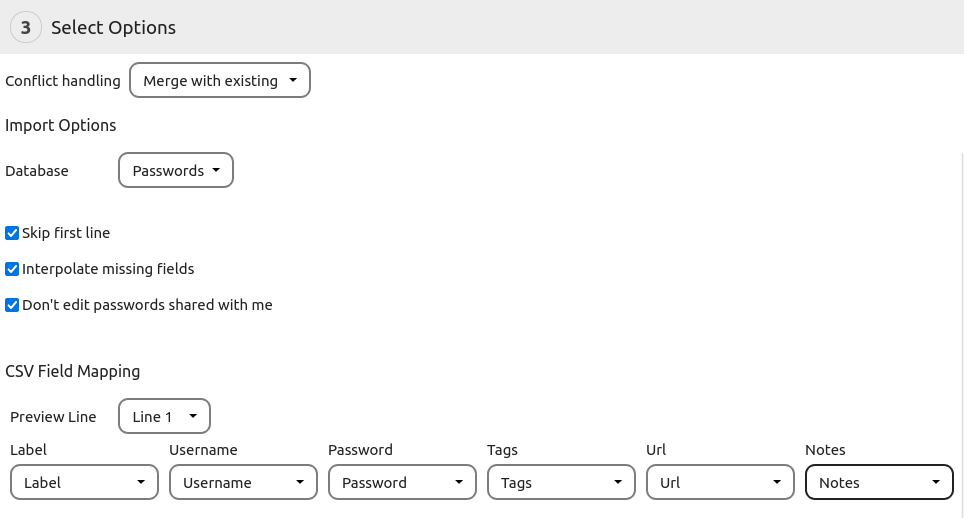 3 Select Options
Conflict handling Merge with existing
Import Options
Database Passwords
Skip first line
Interpolate missing fields
Don't edit passwords shared with me
CSV Field Mapping
Preview Line Line 1
Label Username Password Tags Url Notes
Label Username Password Tags Url Notes